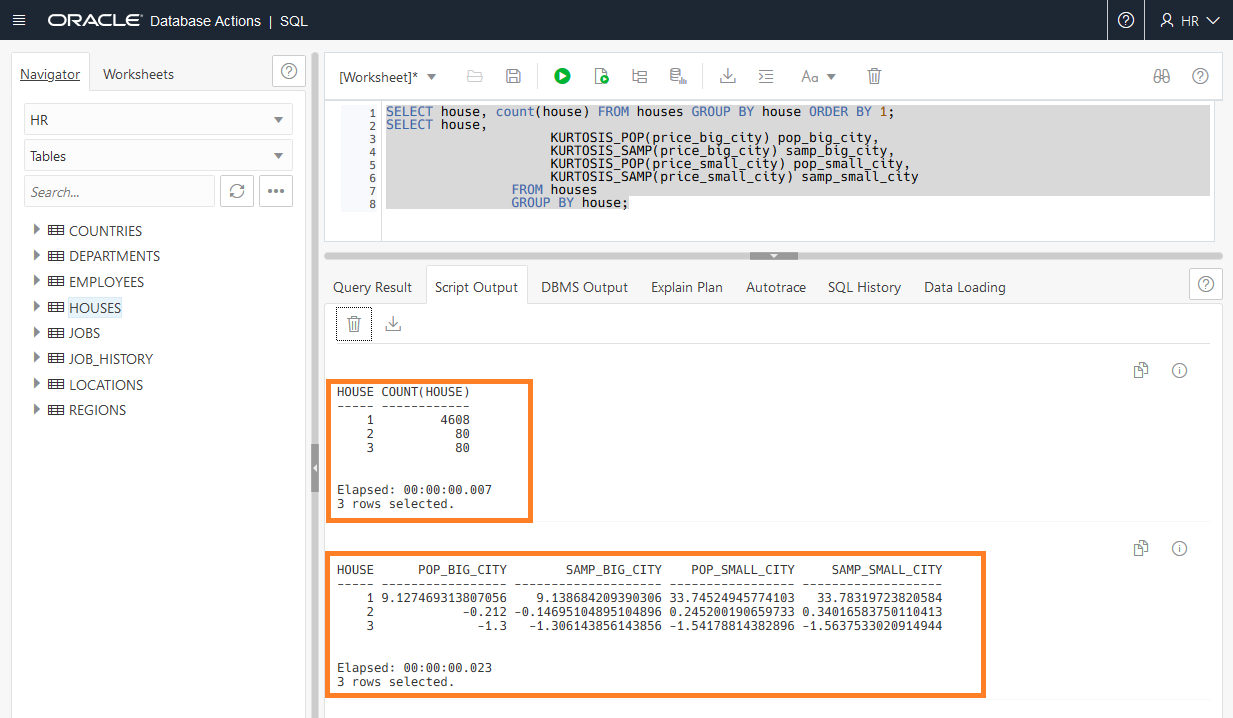 ORACLE Database Actions | SQL
HR
Navigator
Worksheets
HR
Tables
Search...
COUNTRIES
DEPARTMENTS
EMPLOYEES
HOUSES
JOBS
JOB_HISTORY
LOCATIONS
REGIONS
[Worksheet]*
Aa
1 SELECT house, count(house) FROM houses GROUP BY house ORDER BY 1;
2 SELECT house,
3 KURTOSIS_POP(price_big_city) pop_big_city,
4 KURTOSIS_SAMP(price_big_city) samp_big_city,
5 KURTOSIS_POP(price_small_city) pop_small_city,
6 KURTOSIS_SAMP(price_small_city) samp_small_city
7 FROM houses
8 GROUP BY house;
Query Result Script Output DBMS Output Explain Plan Autotrace SQL History Data Loading
HOUSE COUNT(HOUSE)
----- ------------
1 4608
2 80
3 80
Elapsed: 00:00:00.007
3 rows selected.
HOUSE POP_BIG_CITY SAMP_BIG_CITY POP_SMALL_CITY SAMP_SMALL_CITY
----- ----------------- -------------------- ----------------- -------------------
1 9.127469313807056 9.138684209390306 33.74524945774103 33.78319723820584
2 -0.212 -0.14695104895104896 0.245200190659733 0.34016583750110413
3 -1.3 -1.306143856143856 -1.54178814382896 -1.5637533020914944
Elapsed: 00:00:00.023
3 rows selected.